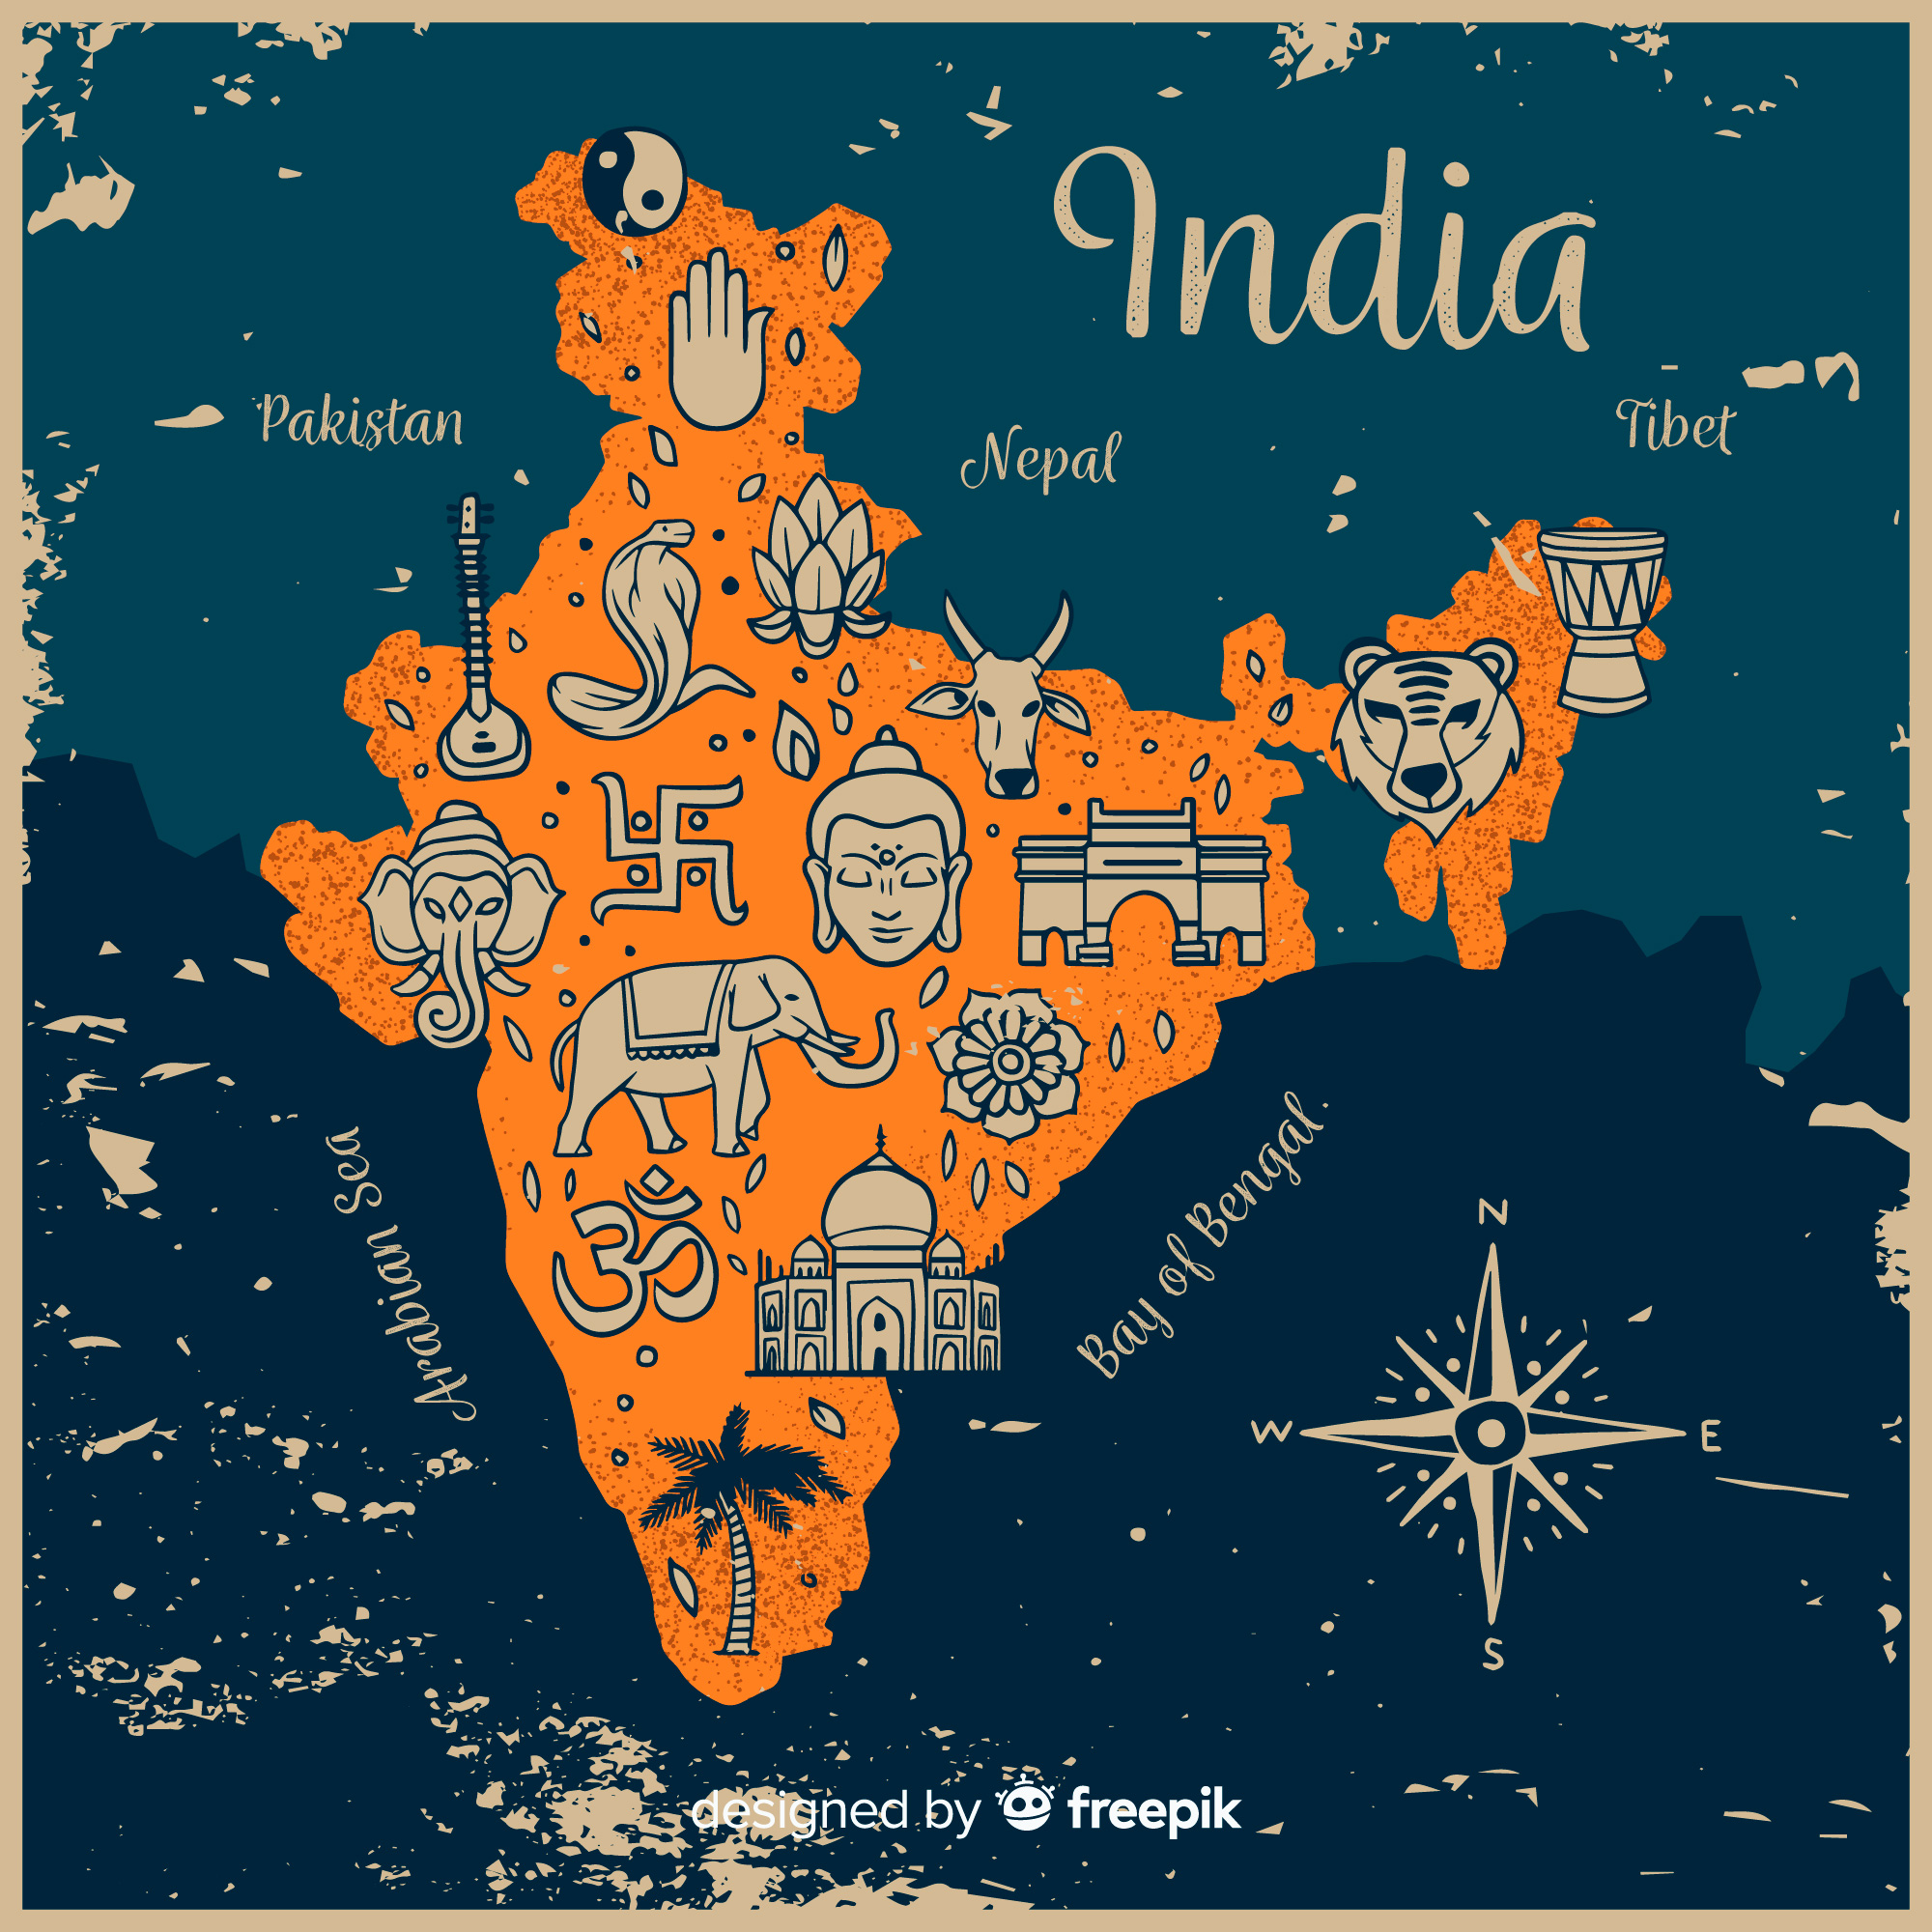 India
Pakistan
Nepal
Tibet
Arabian Sea
Bay of Bengal
ॐ
N
W
E
S
designed by freepik